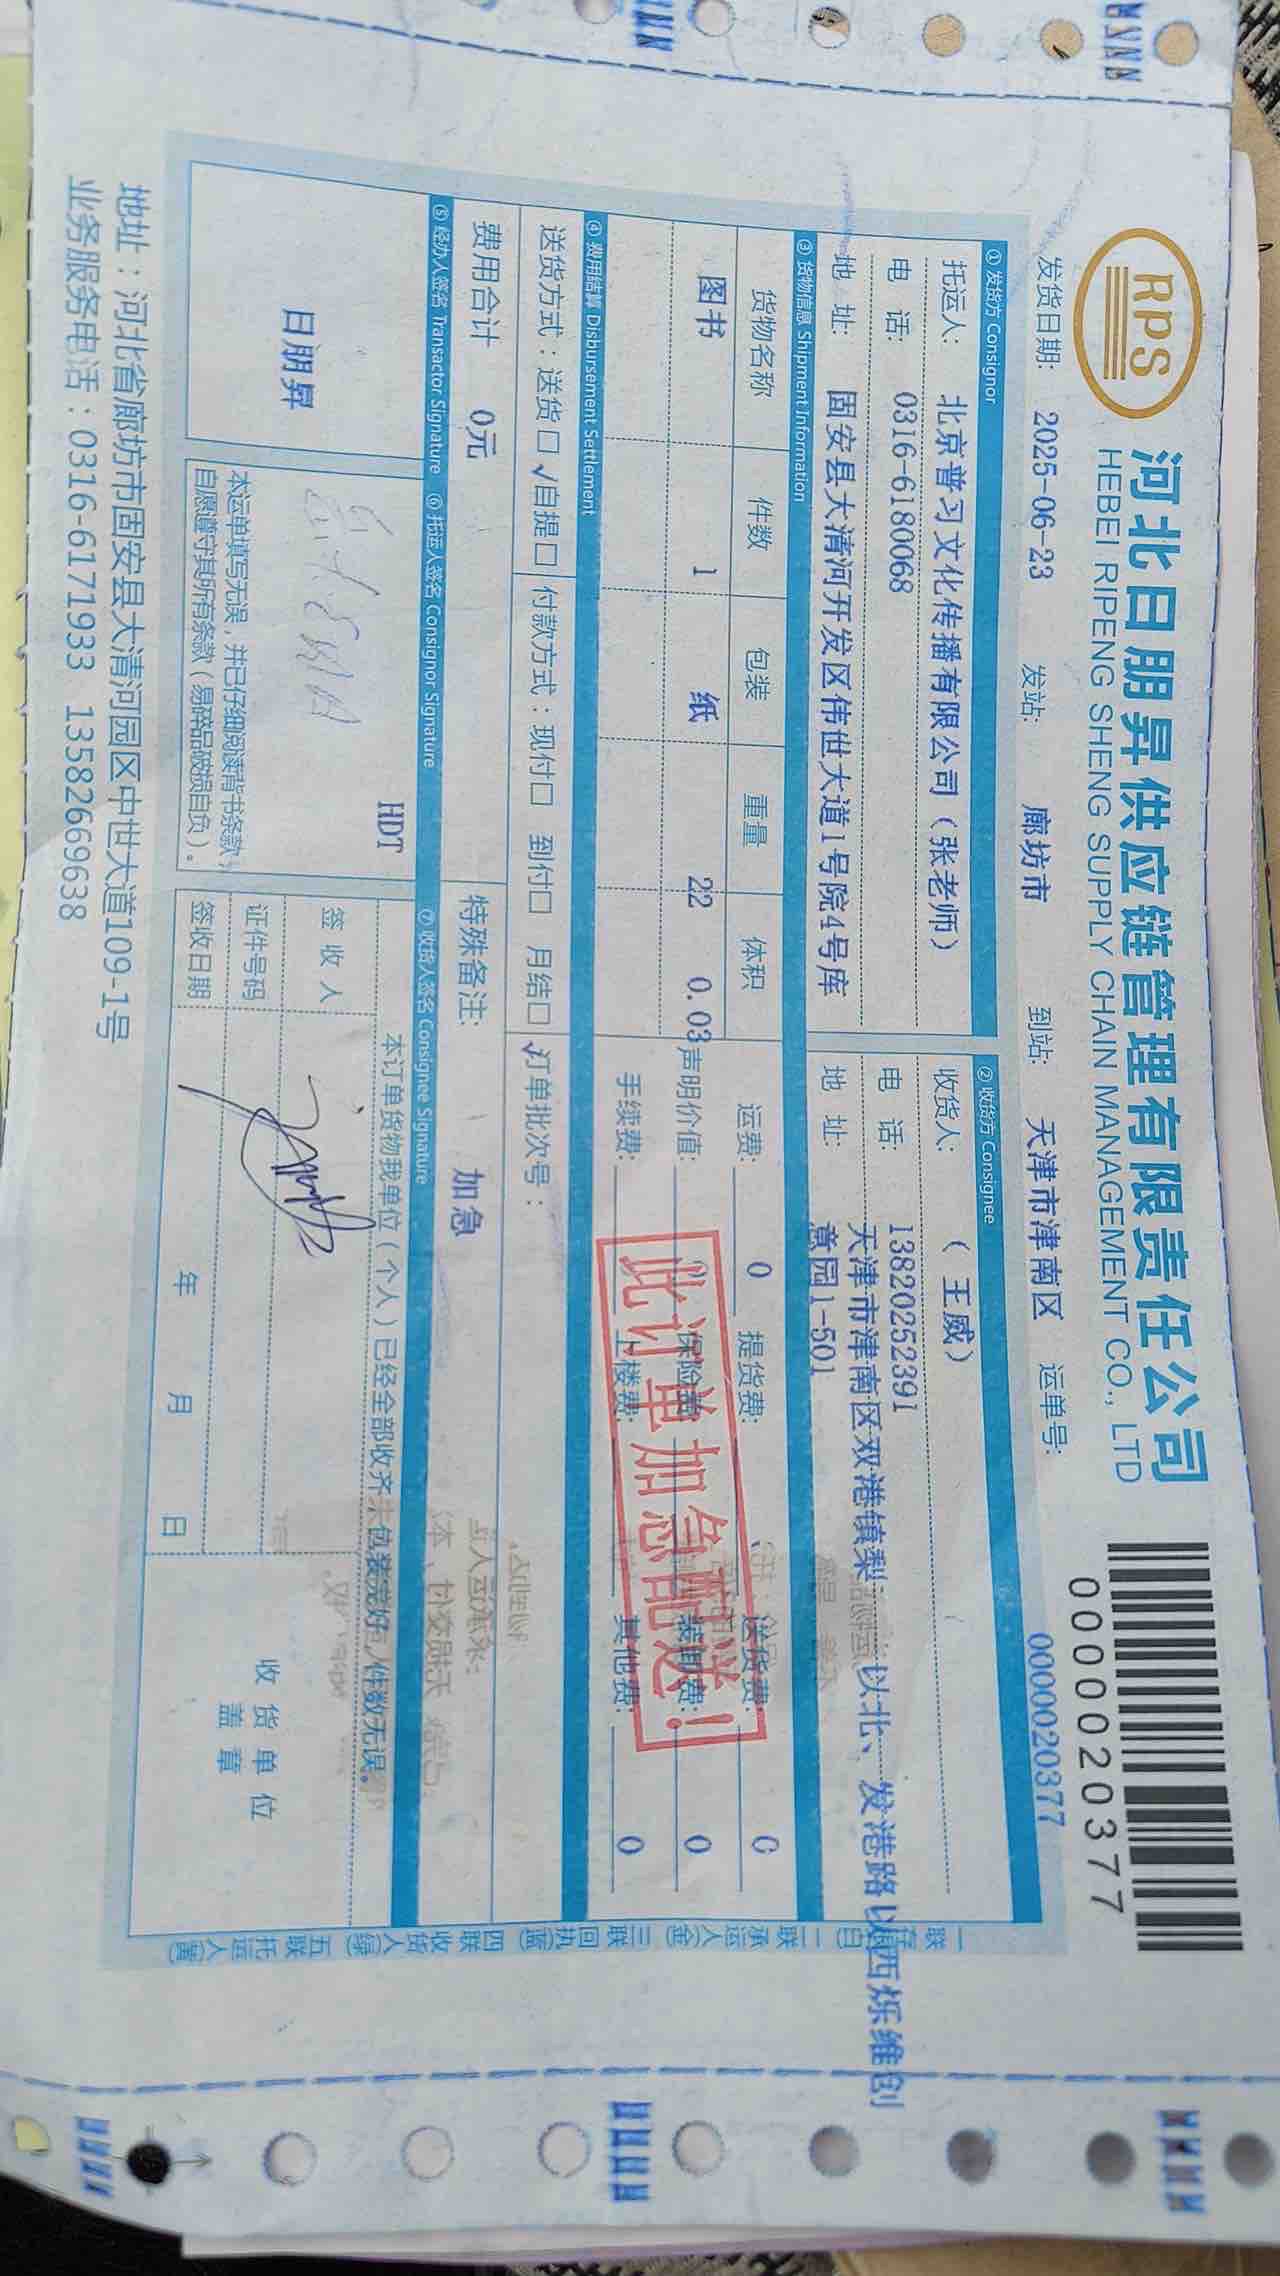 RPS
河北日朋昇供应链管理有限责任公司
HEBEI RIPENG SHENG SUPPLY CHAIN MANAGEMENT CO., LTD
0000020377
发货日期: 2025-06-23 发站: 廊坊市 到站: 天津市津南区 运单号: 0000020377
① 发货方 Consignor
托运人: 北京普习文化传播有限公司（张老师）
电 话: 0316-6180068
地 址: 固安县大清河开发区伟世大道1号院4号库
② 收货方 Consignee
收货人: （王威）
电 话: 13820252391
地 址: 天津市津南区双港镇梨 以北、发港路以西烁维创
意园1-501
③ 货物信息 Shipment Information
货物名称 件数 包装 重量 体积
图书 1 纸 22 0.03
运费: 0 提货费: 送货费: 0
声明价值: 保险费: 装卸费: 0
手续费: 上楼费: 其他费: 0
此订单加急配送！
④ 费用结算 Disbursement Settlement
送货方式：送货□ √自提□ 付款方式：现付□ 到付□ 月结□ √订单批次号：
费用合计 0元 特殊备注: 加急
⑤ 经办人签名 Transactor Signature
日朋昇
⑥ 托运人签名 Consignor Signature
HDT
本运单填写无误，并已仔细阅读背书条款，
自愿遵守其所有条款（易碎品破损自负）。
⑦ 收货人签名 Consignee Signature
本订单货物我单位（个人）已经全部收齐 包装完好，件数无误。
签 收 人
证件号码
签收日期 年 月 日
收 货 单 位
盖 章
一联 存 (白) 二联 承运人 (金) 三联 回执 (蓝) 四联 收货人 (绿) 五联 托运人 (黄)
地址：河北省廊坊市固安县大清河园区中世大道109-1号
业务服务电话：0316-6171933 13582669638